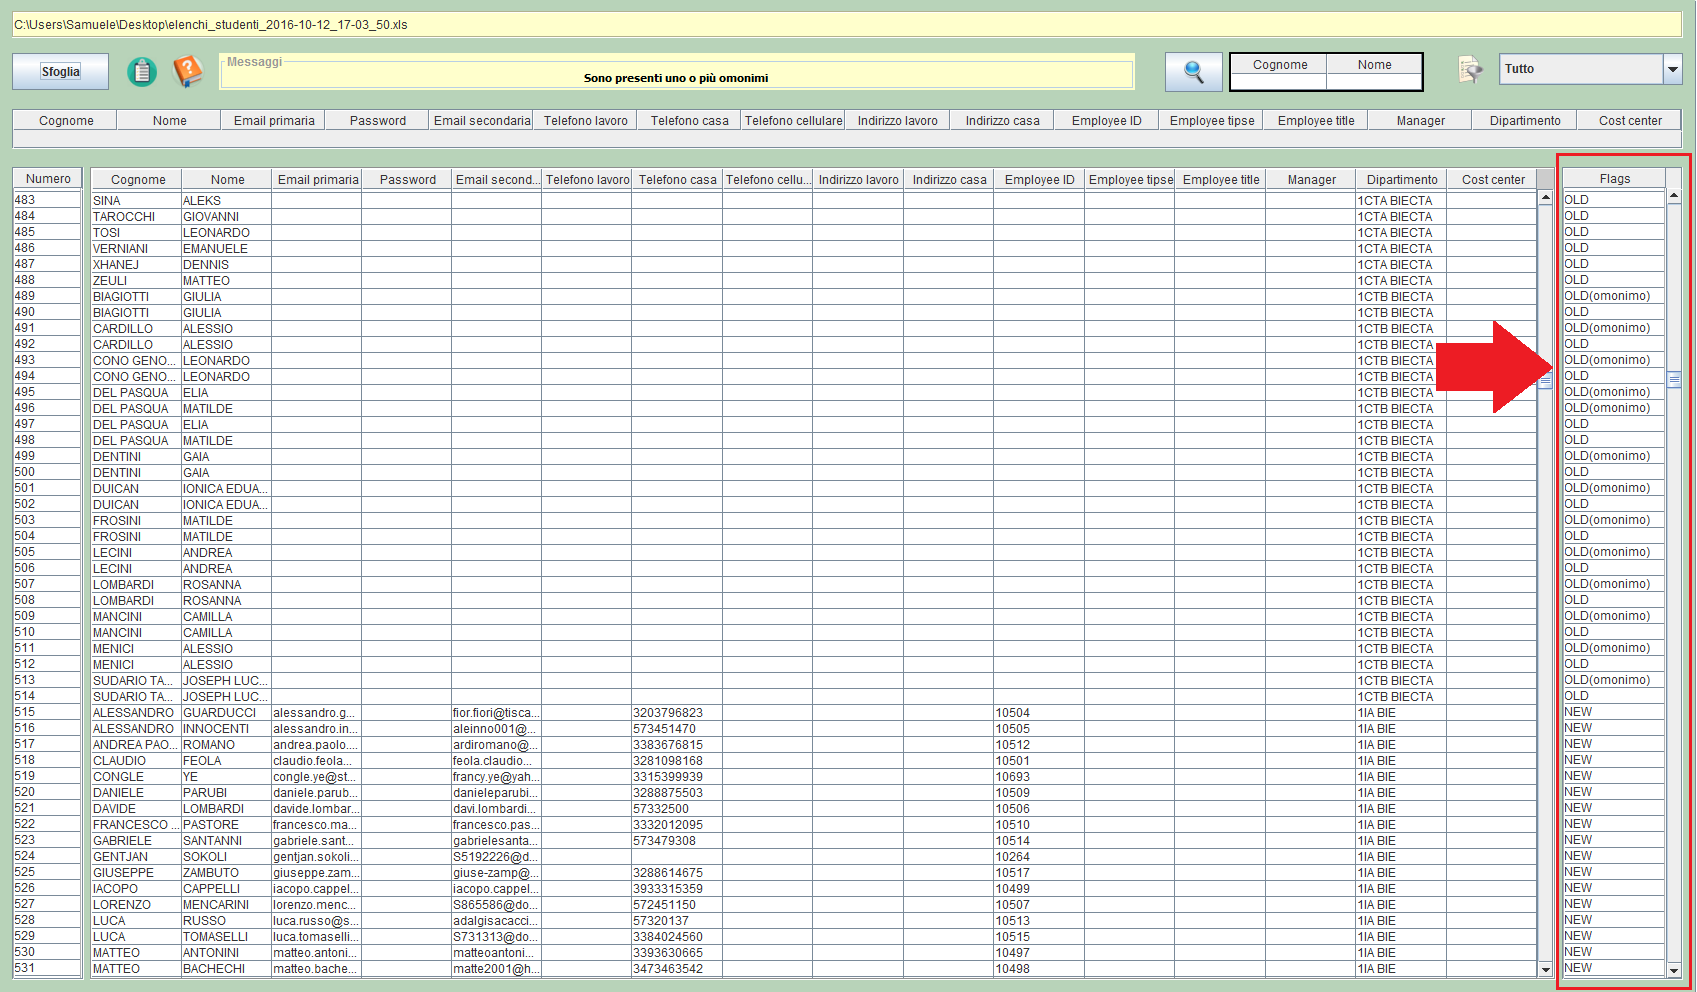 C:\Users\Samuele\Desktop\elenchi_studenti_2016-10-12_17-03_50.xls
Sfoglia
Messaggi
Sono presenti uno o più omonimi
Cognome Nome
Tutto
Cognome Nome Email primaria Password Email secondaria Telefono lavoro Telefono casa Telefono cellulare Indirizzo lavoro Indirizzo casa Employee ID Employee tipse Employee title Manager Dipartimento Cost center
Numero Cognome Nome Email primaria Password Email second... Telefono lavoro Telefono casa Telefono cellu... Indirizzo lavoro Indirizzo casa Employee ID Employee tipse Employee title Manager Dipartimento Cost center Flags
483 SINA ALEKS 1CTA BIECTA OLD
484 TAROCCHI GIOVANNI 1CTA BIECTA OLD
485 TOSI LEONARDO 1CTA BIECTA OLD
486 VERNIANI EMANUELE 1CTA BIECTA OLD
487 XHANEJ DENNIS 1CTA BIECTA OLD
488 ZEULI MATTEO 1CTA BIECTA OLD
489 BIAGIOTTI GIULIA 1CTB BIECTA OLD(omonimo)
490 BIAGIOTTI GIULIA 1CTB BIECTA OLD
491 CARDILLO ALESSIO 1CTB BIECTA OLD(omonimo)
492 CARDILLO ALESSIO 1CTB BIECTA OLD
493 CONO GENO... LEONARDO 1CTB BIECTA OLD(omonimo)
494 CONO GENO... LEONARDO 1CTB BIECTA OLD
495 DEL PASQUA ELIA 1CTB BIECTA OLD(omonimo)
496 DEL PASQUA MATILDE 1CTB BIECTA OLD(omonimo)
497 DEL PASQUA ELIA 1CTB BIECTA OLD
498 DEL PASQUA MATILDE 1CTB BIECTA OLD
499 DENTINI GAIA 1CTB BIECTA OLD(omonimo)
500 DENTINI GAIA 1CTB BIECTA OLD
501 DUICAN IONICA EDUA... 1CTB BIECTA OLD(omonimo)
502 DUICAN IONICA EDUA... 1CTB BIECTA OLD
503 FROSINI MATILDE 1CTB BIECTA OLD(omonimo)
504 FROSINI MATILDE 1CTB BIECTA OLD
505 LECINI ANDREA 1CTB BIECTA OLD(omonimo)
506 LECINI ANDREA 1CTB BIECTA OLD
507 LOMBARDI ROSANNA 1CTB BIECTA OLD(omonimo)
508 LOMBARDI ROSANNA 1CTB BIECTA OLD
509 MANCINI CAMILLA 1CTB BIECTA OLD(omonimo)
510 MANCINI CAMILLA 1CTB BIECTA OLD
511 MENICI ALESSIO 1CTB BIECTA OLD(omonimo)
512 MENICI ALESSIO 1CTB BIECTA OLD
513 SUDARIO TA... JOSEPH LUC... 1CTB BIECTA OLD(omonimo)
514 SUDARIO TA... JOSEPH LUC... 1CTB BIECTA OLD
515 ALESSANDRO GUARDUCCI alessandro.g... fior.fiori@tisca... 3203796823 10504 1IA BIE NEW
516 ALESSANDRO INNOCENTI alessandro.in... aleinno001@... 573451470 10505 1IA BIE NEW
517 ANDREA PAO... ROMANO andrea.paolo.... ardiromano@... 3383676815 10512 1IA BIE NEW
518 CLAUDIO FEOLA claudio.feola... feola.claudio... 3281098168 10501 1IA BIE NEW
519 CONGLE YE congle.ye@st... francy.ye@yah... 3315399939 10693 1IA BIE NEW
520 DANIELE PARUBI daniele.parub... danieleparubi... 3288875503 10509 1IA BIE NEW
521 DAVIDE LOMBARDI davide.lombar... davi.lombardi... 57332500 10506 1IA BIE NEW
522 FRANCESCO ... PASTORE francesco.ma... francesco.pas... 3332012095 10510 1IA BIE NEW
523 GABRIELE SANTANNI gabriele.sant... gabrielesanta... 573479308 10514 1IA BIE NEW
524 GENTJAN SOKOLI gentjan.sokoli... S5192226@d... 10264 1IA BIE NEW
525 GIUSEPPE ZAMBUTO giuseppe.zam... giuse-zamp@... 3288614675 10517 1IA BIE NEW
526 IACOPO CAPPELLI iacopo.cappel... iacopo.cappel... 3933315359 10499 1IA BIE NEW
527 LORENZO MENCARINI lorenzo.menc... S865586@do... 572451150 10507 1IA BIE NEW
528 LUCA RUSSO luca.russo@s... adalgisacacci... 57320137 10513 1IA BIE NEW
529 LUCA TOMASELLI luca.tomaselli... S731313@do... 3384024560 10515 1IA BIE NEW
530 MATTEO ANTONINI matteo.antoni... matteoantoni... 3393630665 10497 1IA BIE NEW
531 MATTEO BACHECHI matteo.bache... matte2001@h... 3473463542 10498 1IA BIE NEW